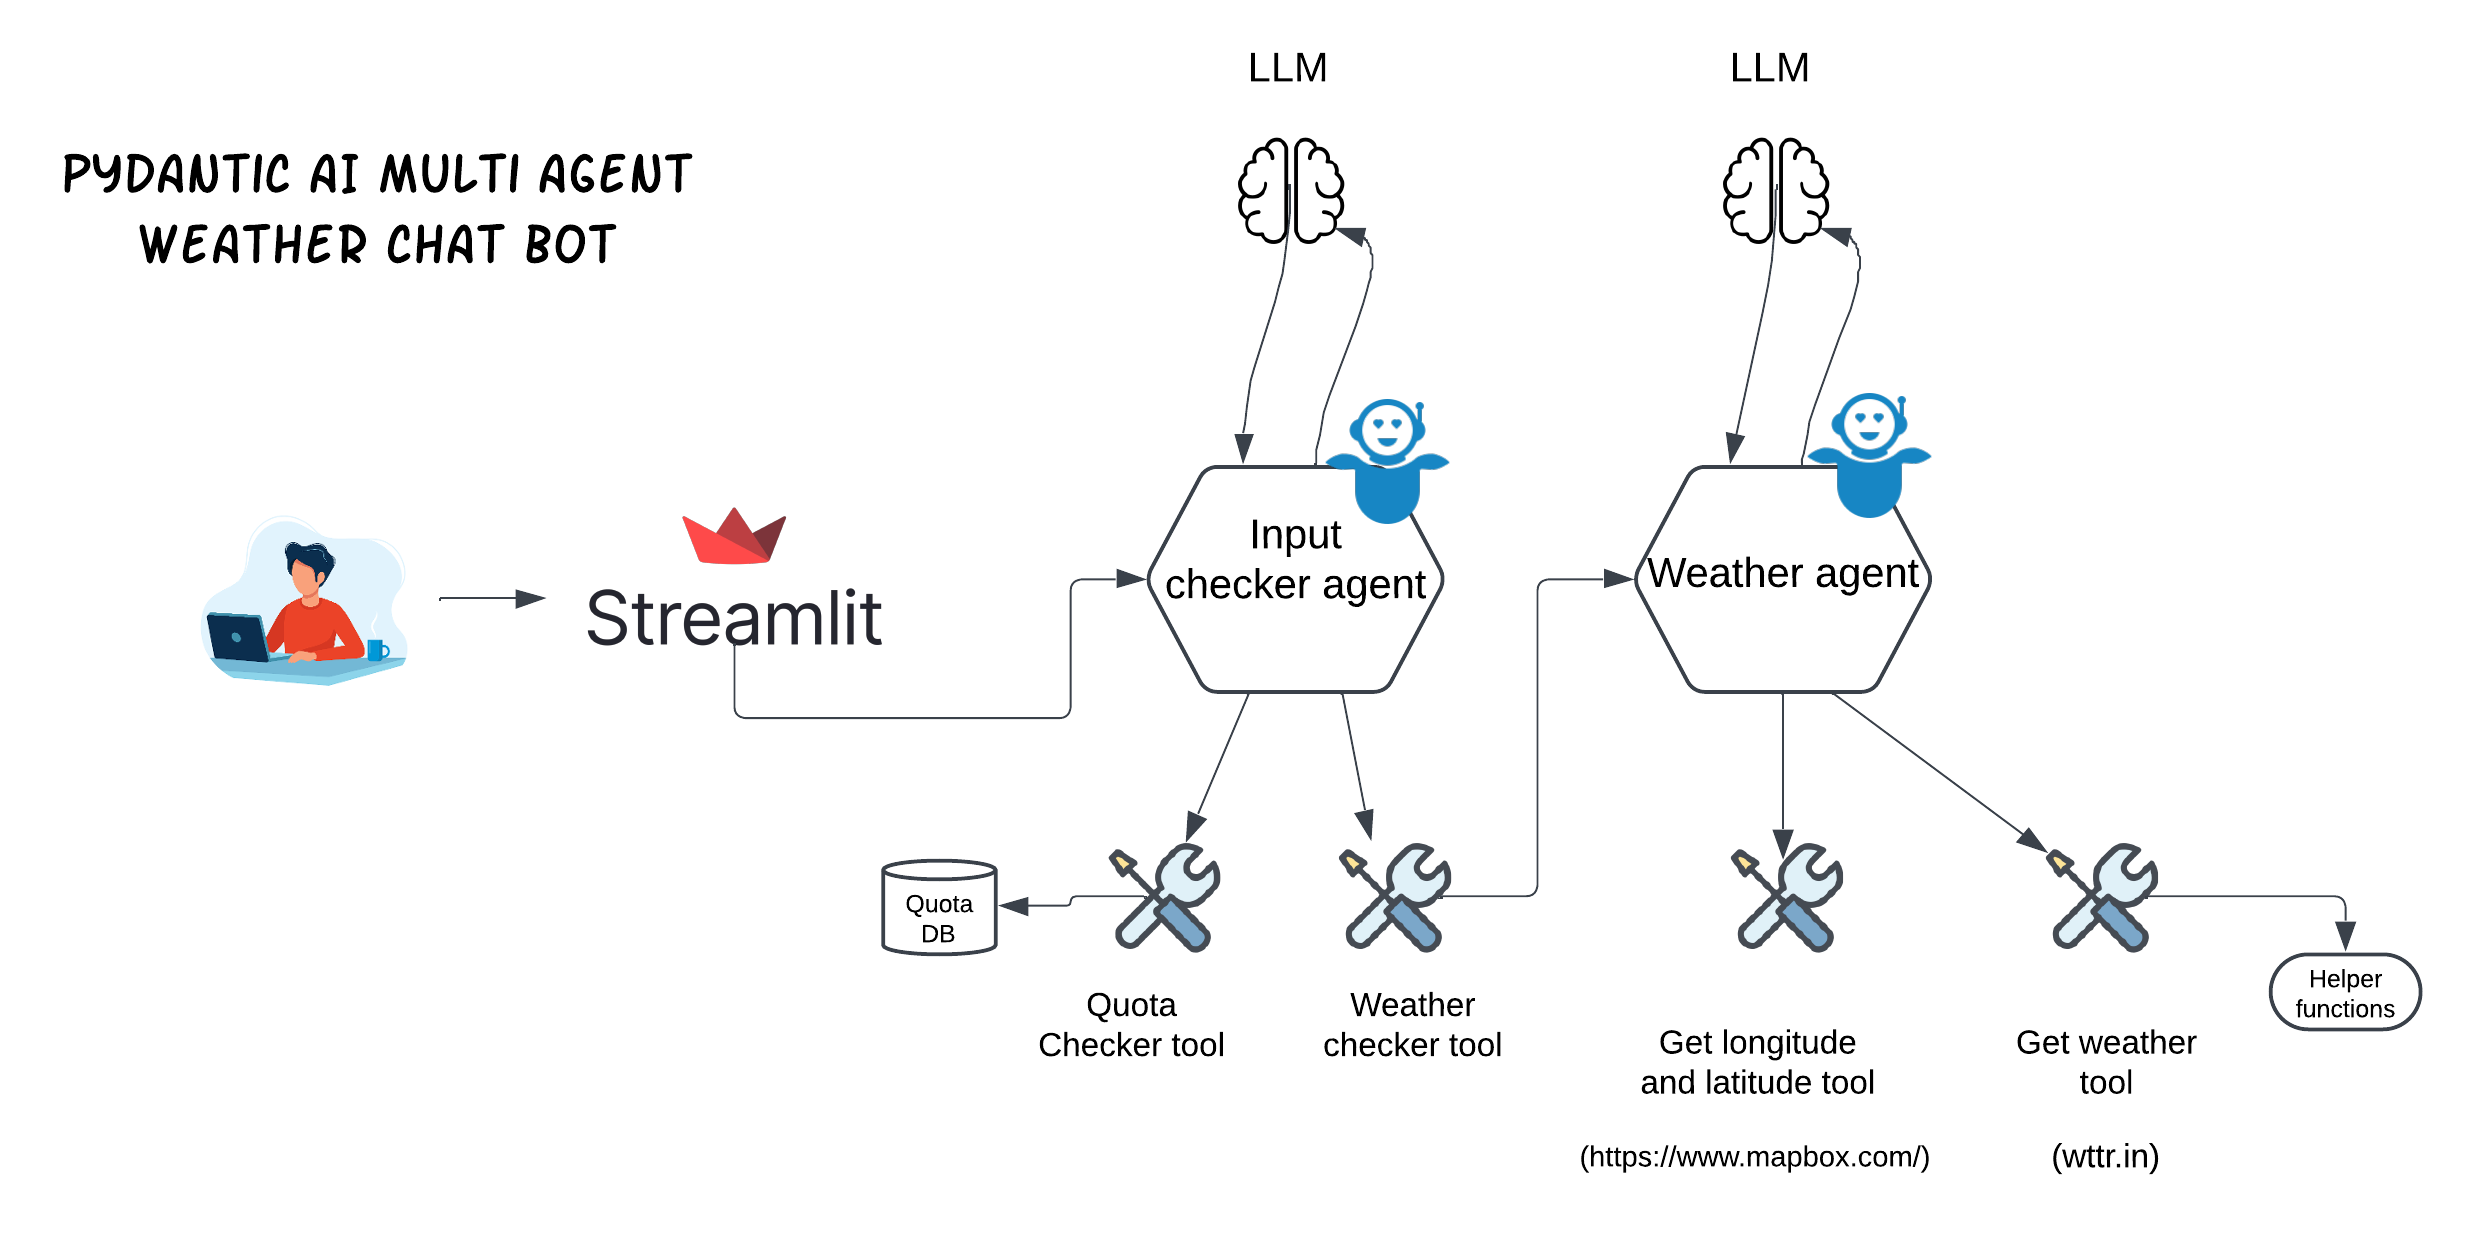 PYDANTIC AI MULTI AGENT
WEATHER CHAT BOT
LLM
LLM
Streamlit
Input
checker agent
Weather agent
Quota
DB
Quota
Checker tool
Weather
checker tool
Get longitude
and latitude tool
(https://www.mapbox.com/)
Get weather
tool
(wttr.in)
Helper
functions